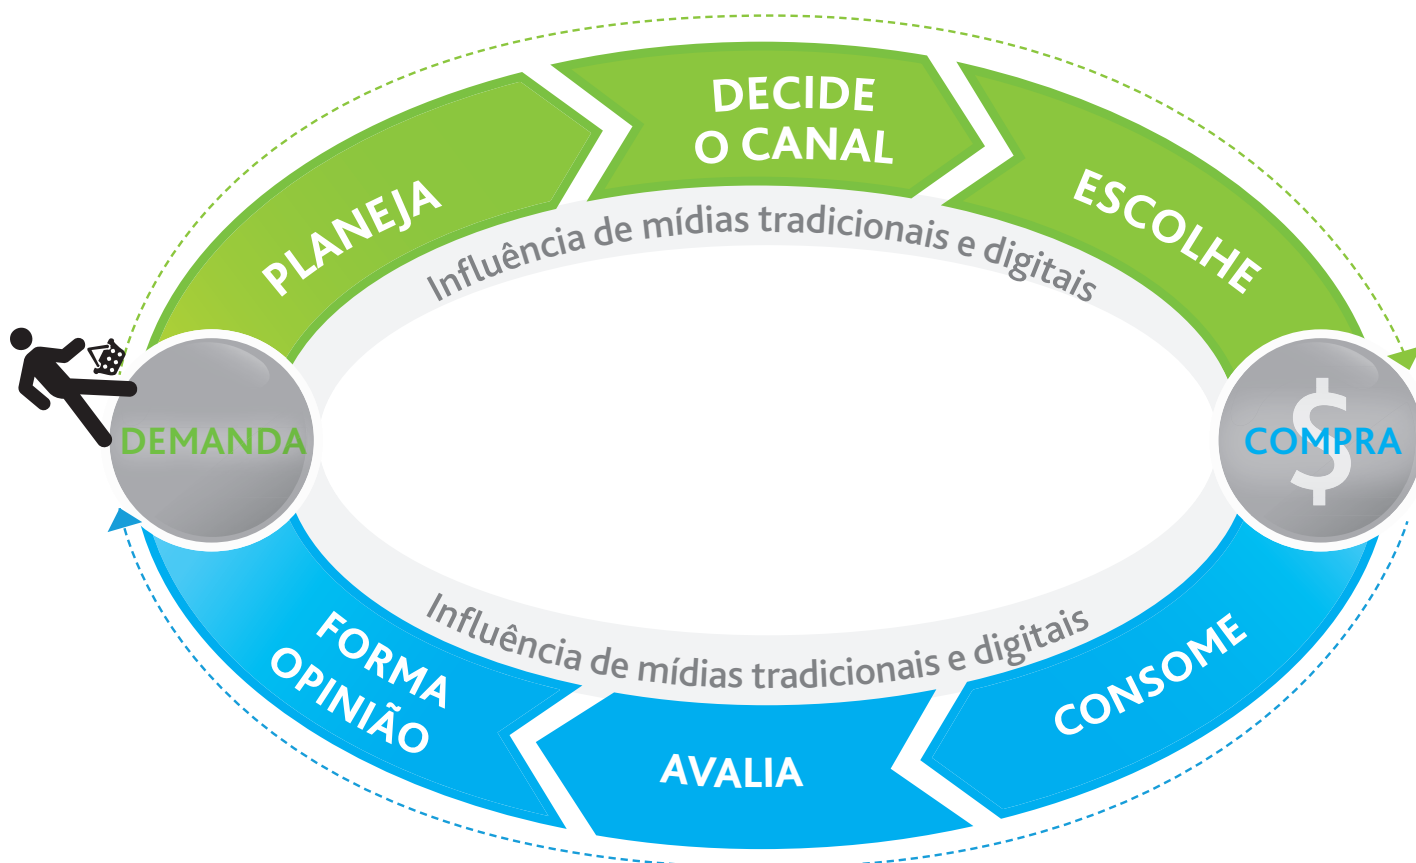 PLANEJA
DECIDE
O CANAL
ESCOLHE
Influência de mídias tradicionais e digitais
DEMANDA
$
COMPRA
Influência de mídias tradicionais e digitais
FORMA
OPINIÃO
AVALIA
CONSOME